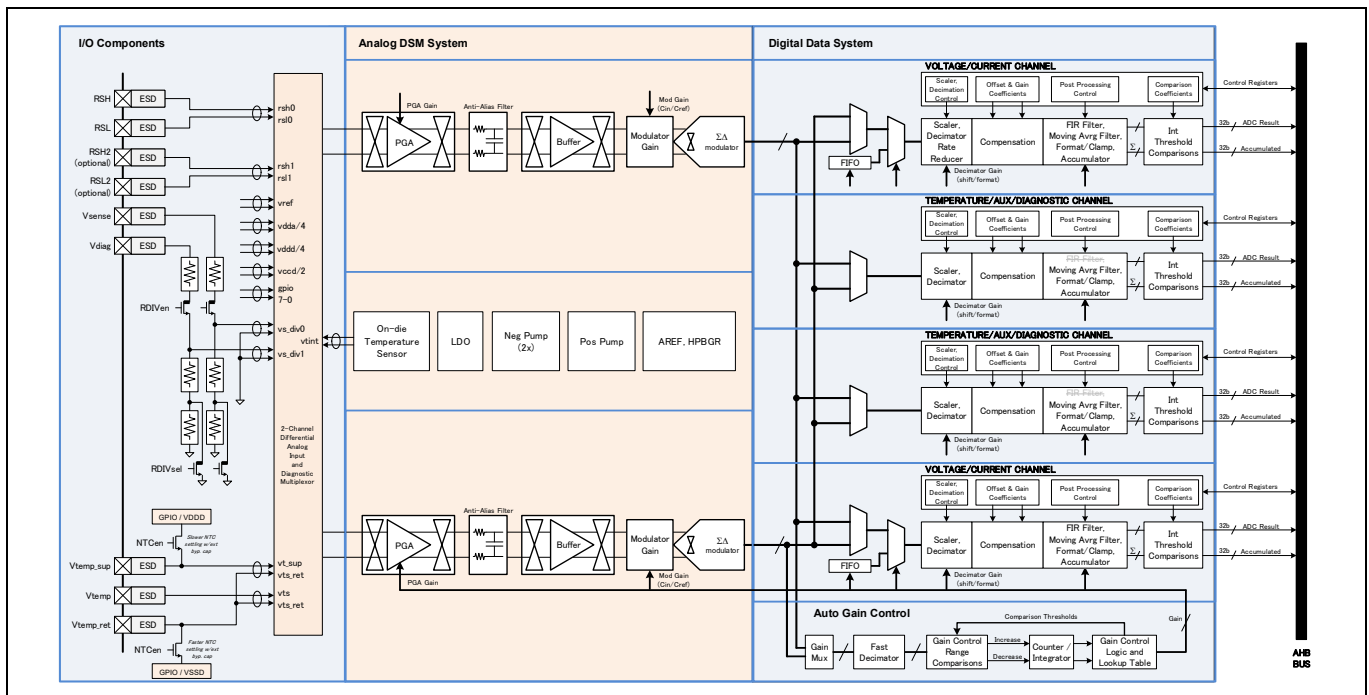 I/O Components
Analog DSM System
Digital Data System
RSH
ESD
RSL
ESD
RSH2
(optional)
ESD
RSL2
(optional)
ESD
Vsense
ESD
Vdiag
ESD
RDIVen
RDIVsel
rsh0
rsl0
rsh1
rsl1
vref
vdda/4
vddd/4
vccd/2
gpio
7-0
vs_div0
vtint
vs_div1
2-Channel
Differential
Analog
Input
and
Diagnostic
Multiplexor
GPIO / VDDD
NTCen
Slower NTC
settling w/ext
byp. cap
Vtemp_sup
ESD
Vtemp
ESD
Vtemp_ret
ESD
NTCen
Faster NTC
settling w/ext
byp. cap
GPIO / VSSD
vt_sup
vts_ret
vts
vts_ret
PGA Gain
PGA
Anti-Alias Filter
Buffer
Mod Gain
(Cin/Cref)
Modulator
Gain
ΣΔ
modulator
On-die
Temperature
Sensor
LDO
Neg Pump
(2x)
Pos Pump
AREF, HPBGR
PGA
PGA Gain
Anti-Alias Filter
Buffer
Modulator
Gain
Mod Gain
(Cin/Cref)
ΣΔ
modulator
VOLTAGE/CURRENT CHANNEL
Scaler,
Decimation
Control
Offset & Gain
Coefficients
Post Processing
Control
Comparison
Coefficients
Control Registers
FIFO
Scaler,
Decimator
Rate
Reducer
Compensation
FIR Filter,
Moving Avrg Filter,
Format/Clamp,
Accumulator
Σ
Int
Threshold
Comparisons
32b
ADC Result
32b
Accumulated
Decimator Gain
(shift/format)
TEMPERATURE/AUX/DIAGNOSTIC CHANNEL
Scaler,
Decimation
Control
Offset & Gain
Coefficients
Post Processing
Control
Comparison
Coefficients
Control Registers
Scaler,
Decimator
Compensation
FIR Filter,
Moving Avrg Filter,
Format/Clamp,
Accumulator
Σ
Int
Threshold
Comparisons
32b
ADC Result
32b
Accumulated
Decimator Gain
(shift/format)
TEMPERATURE/AUX/DIAGNOSTIC CHANNEL
Scaler,
Decimation
Control
Offset & Gain
Coefficients
Post Processing
Control
Comparison
Coefficients
Control Registers
Scaler,
Decimator
Compensation
FIR Filter,
Moving Avrg Filter,
Format/Clamp,
Accumulator
Σ
Int
Threshold
Comparisons
32b
ADC Result
32b
Accumulated
Decimator Gain
(shift/format)
VOLTAGE/CURRENT CHANNEL
Scaler,
Decimation
Control
Offset & Gain
Coefficients
Post Processing
Control
Comparison
Coefficients
Control Registers
FIFO
Scaler,
Decimator
Compensation
FIR Filter,
Moving Avrg Filter,
Format/Clamp,
Accumulator
Σ
Int
Threshold
Comparisons
32b
ADC Result
32b
Accumulated
Decimator Gain
(shift/format)
Auto Gain Control
Comparison Thresholds
Gain
Gain
Mux
Fast
Decimator
Gain Control
Range
Comparisons
Increase
Decrease
Counter /
Integrator
Gain Control
Logic and
Lookup Table
AHB
BUS